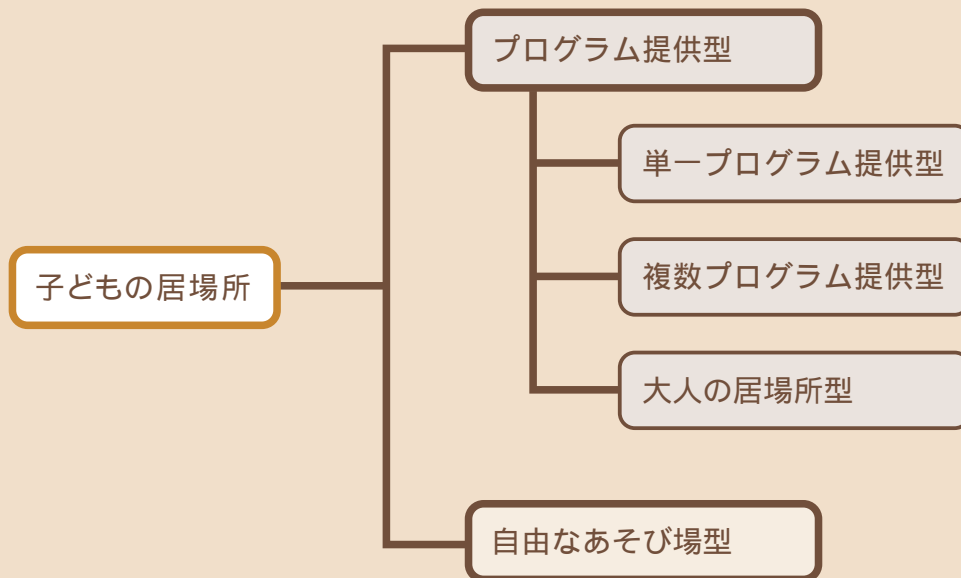 プログラム提供型
単一プログラム提供型
子どもの居場所
複数プログラム提供型
大人の居場所型
自由なあそび場型